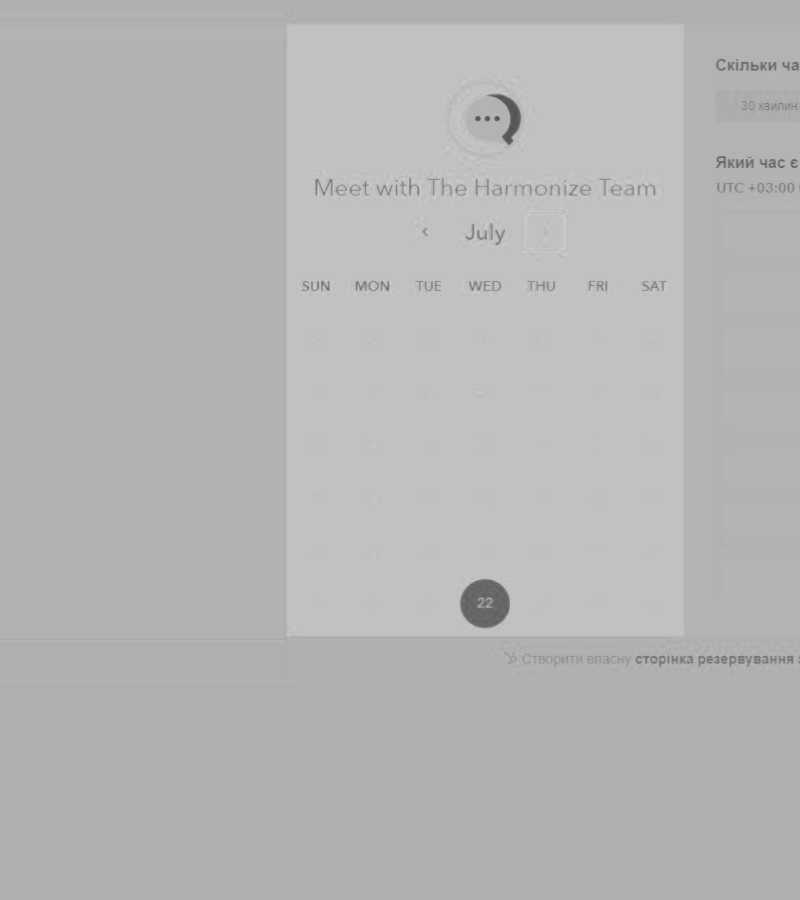 Meet with The Harmonize Team
July
SUN MON TUE WED THU FRI SAT
22
Скільки ча
30 хвилин
Який час є
UTC +03:00
Створити власну сторінка резервування з